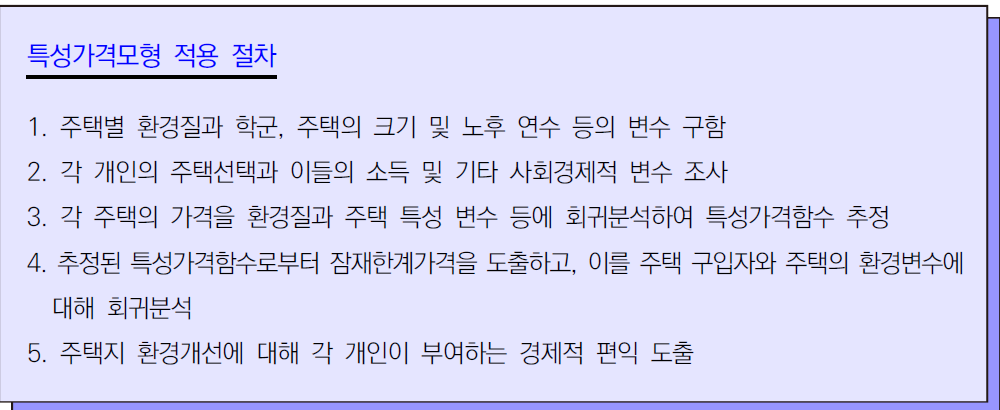 특성가격모형 적용 절차
1. 주택별 환경질과 학군, 주택의 크기 및 노후 연수 등의 변수 구함
2. 각 개인의 주택선택과 이들의 소득 및 기타 사회경제적 변수 조사
3. 각 주택의 가격을 환경질과 주택 특성 변수 등에 회귀분석하여 특성가격함수 추정
4. 추정된 특성가격함수로부터 잠재한계가격을 도출하고, 이를 주택 구입자와 주택의 환경변수에
대해 회귀분석
5. 주택지 환경개선에 대해 각 개인이 부여하는 경제적 편익 도출